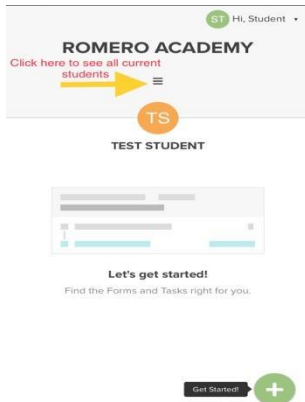 ST Hi, Student
ROMERO ACADEMY
Click here to see all current
students
TS
TEST STUDENT
Let's get started!
Find the Forms and Tasks right for you.
Get Started!